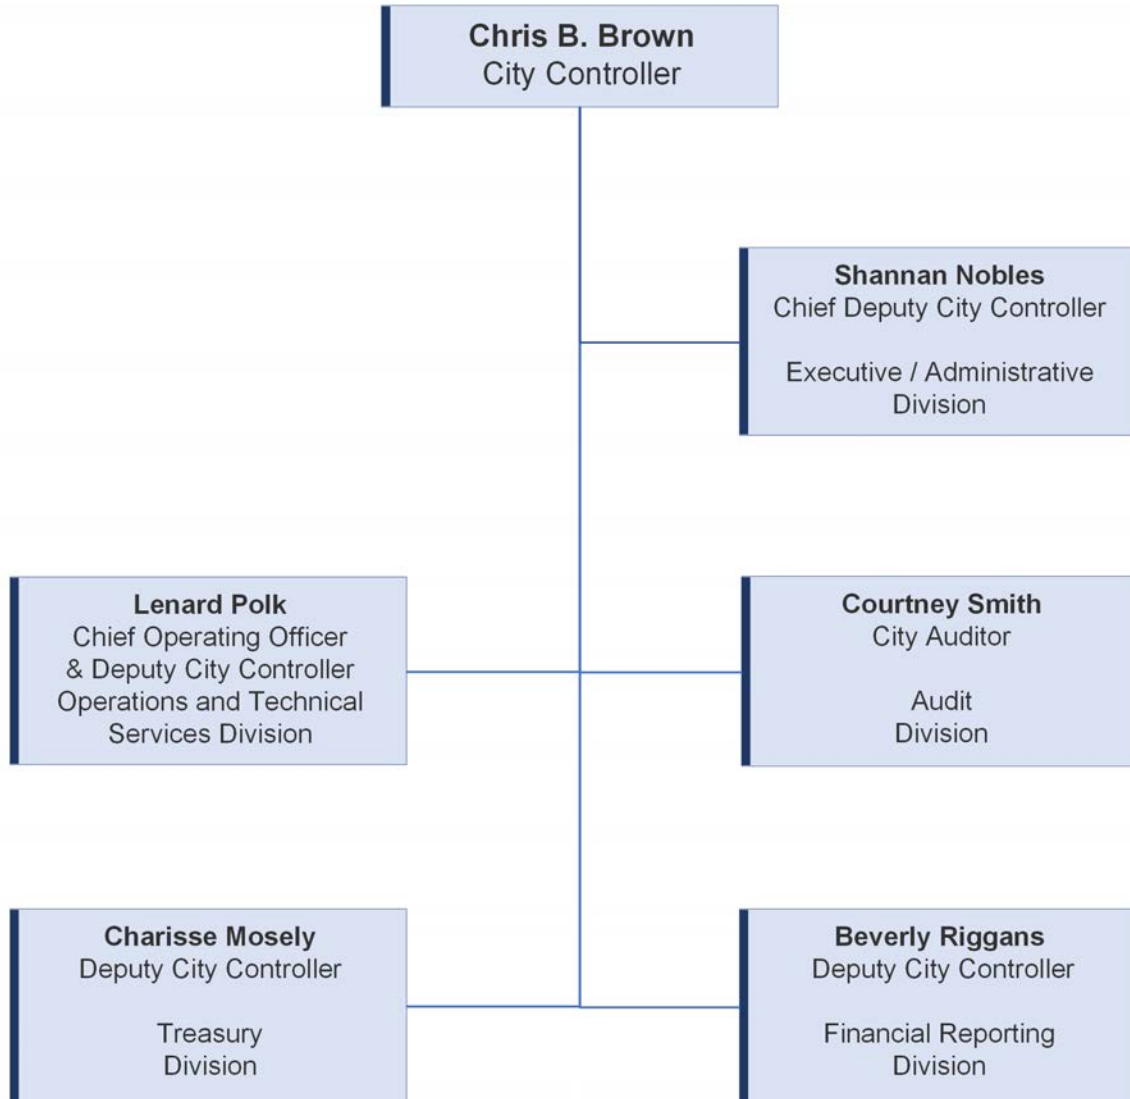 Chris B. Brown
City Controller
Shannan Nobles
Chief Deputy City Controller
Executive / Administrative
Division
Lenard Polk
Chief Operating Officer
& Deputy City Controller
Operations and Technical
Services Division
Courtney Smith
City Auditor
Audit
Division
Charisse Mosely
Deputy City Controller
Treasury
Division
Beverly Riggans
Deputy City Controller
Financial Reporting
Division